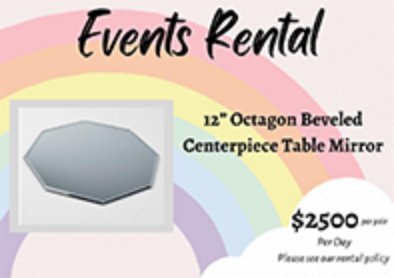 Events Rental
12" Octagon Beveled
Centerpiece Table Mirror
$2500 per pair
Per Day
Please see our rental policy